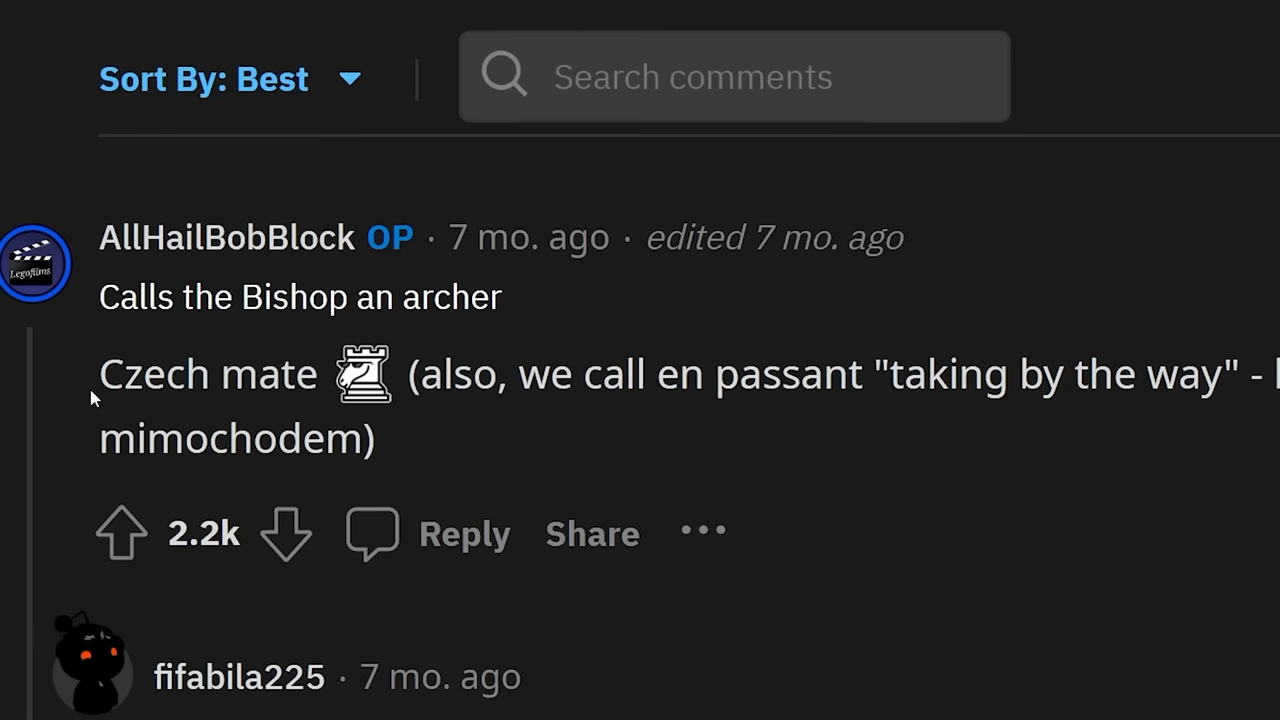 Sort By: Best
Search comments
AllHailBobBlock OP · 7 mo. ago · edited 7 mo. ago
Legofilms
Calls the Bishop an archer
Czech mate (also, we call en passant "taking by the way" -
mimochodem)
2.2k Reply Share ···
fifabila225 · 7 mo. ago